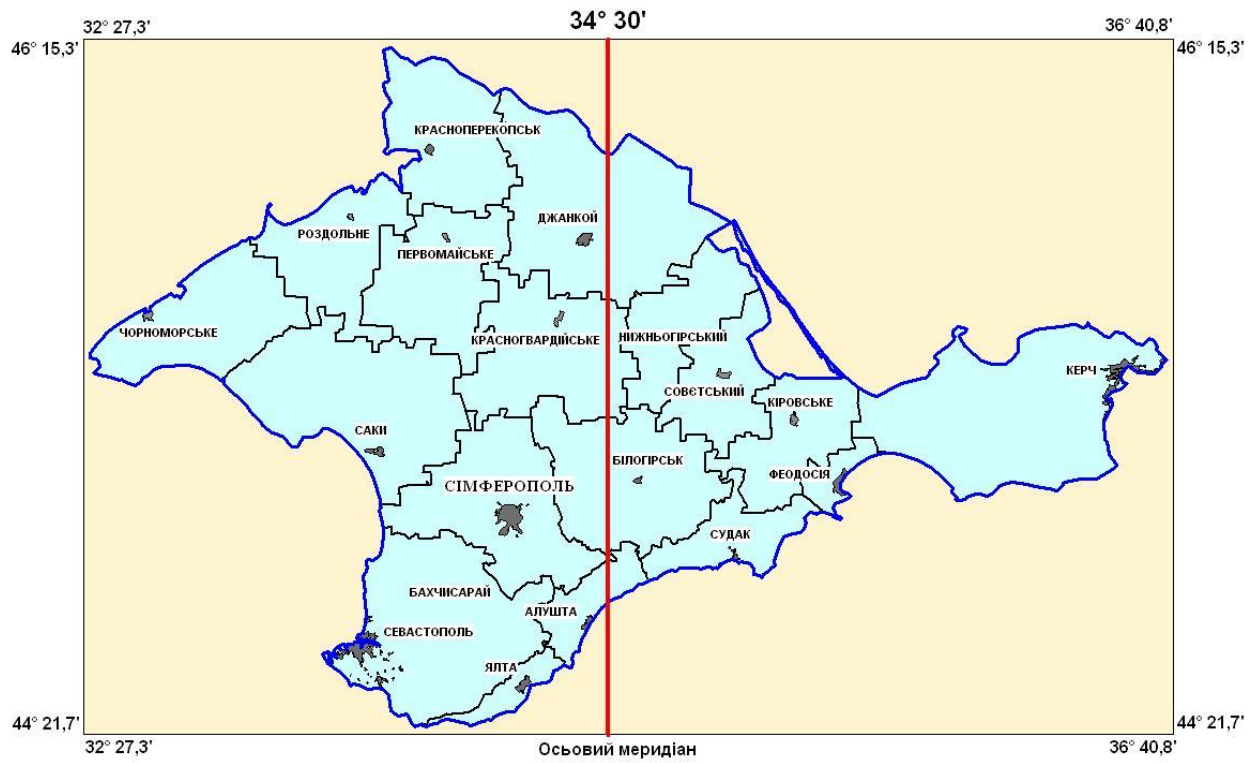 34° 30'
32° 27,3'
36° 40,8'
46° 15,3'
46° 15,3'
КРАСНОПЕРЕКОПСЬК
ДЖАНКОЙ
РОЗДОЛЬНЕ
ПЕРВОМАЙСЬКЕ
ЧОРНОМОРСЬКЕ
КРАСНОГВАРДІЙСЬКЕ
НИЖНЬОГІРСЬКИЙ
КЕРЧ
СОВЄТСЬКИЙ
КІРОВСЬКЕ
САКИ
БІЛОГІРСЬК
ФЕОДОСІЯ
СІМФЕРОПОЛЬ
СУДАК
БАХЧИСАРАЙ
АЛУШТА
СЕВАСТОПОЛЬ
ЯЛТА
44° 21,7'
44° 21,7'
32° 27,3'
Осьовий меридіан
36° 40,8'